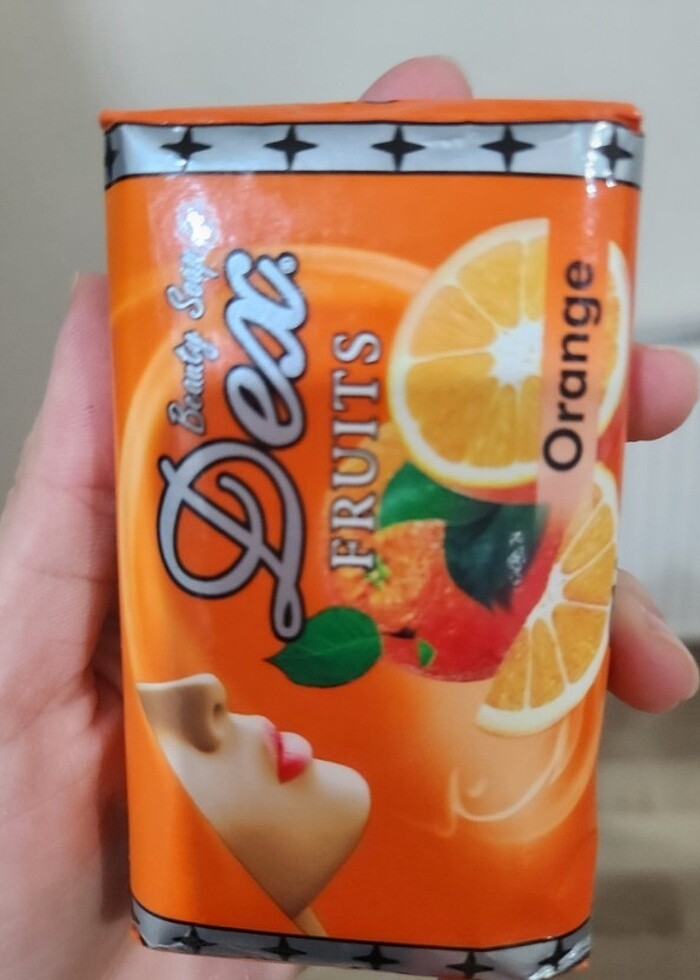 Beauty Soap
Dex®
FRUITS
Orange